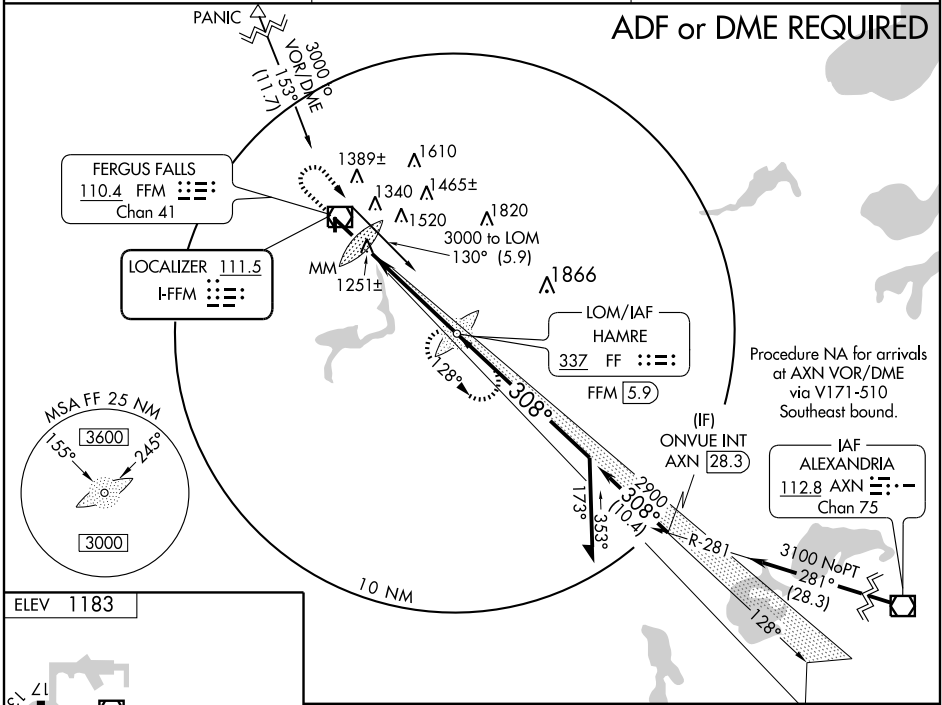 ADF or DME REQUIRED
PANIC
3000
VOR/DME
153°
(11.7)
FERGUS FALLS
110.4 FFM
Chan 41
1389±
1610
1340
1465±
1520
1820
3000 to LOM
130° (5.9)
LOCALIZER 111.5
I-FFM
MM
1251±
1866
LOM/IAF
HAMRE
337 FF
FFM 5.9
128°
308°
Procedure NA for arrivals
at AXN VOR/DME
via V171-510
Southeast bound.
(IF)
ONVUE INT
AXN 28.3
IAF
ALEXANDRIA
112.8 AXN
Chan 75
MSA FF 25 NM
155°
3600
245°
3000
173°
353°
2900
308°
(10.4)
R-281
3100 NoPT
281°
(28.3)
128°
10 NM
ELEV 1183
17